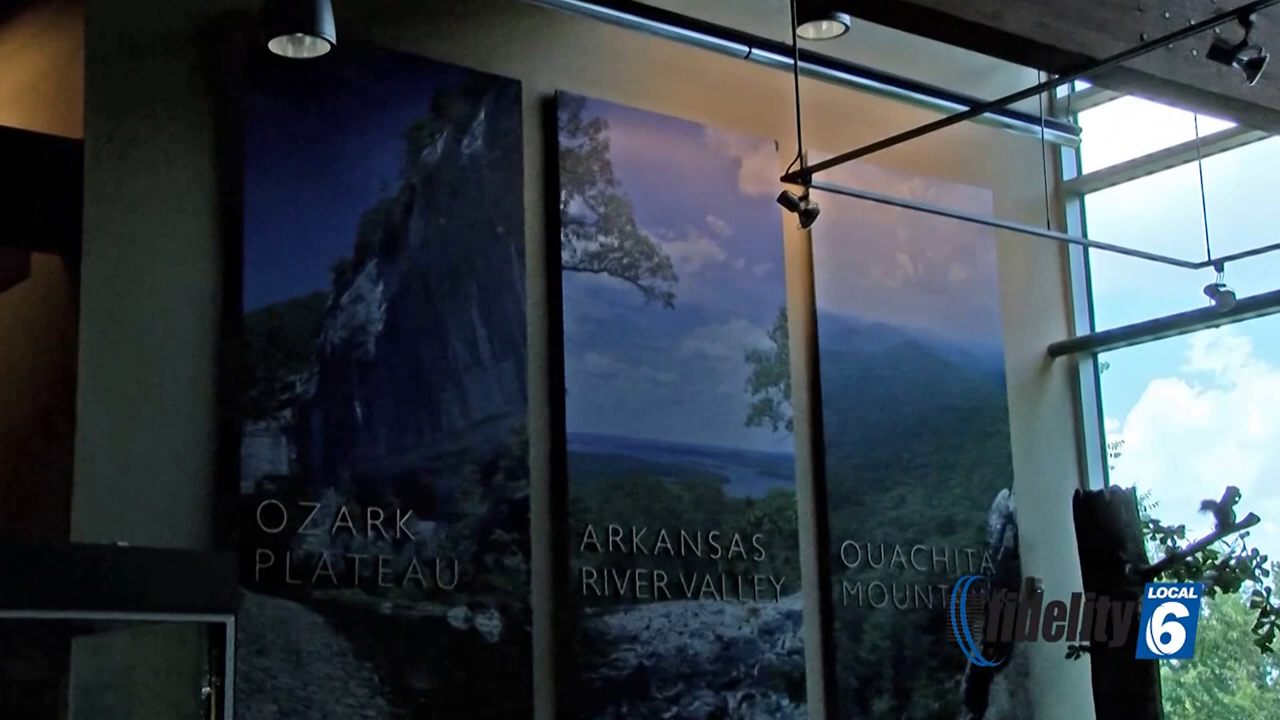 OZARK
PLATEAU
ARKANSAS
RIVER VALLEY
OUACHITA
fidelity
LOCAL
6